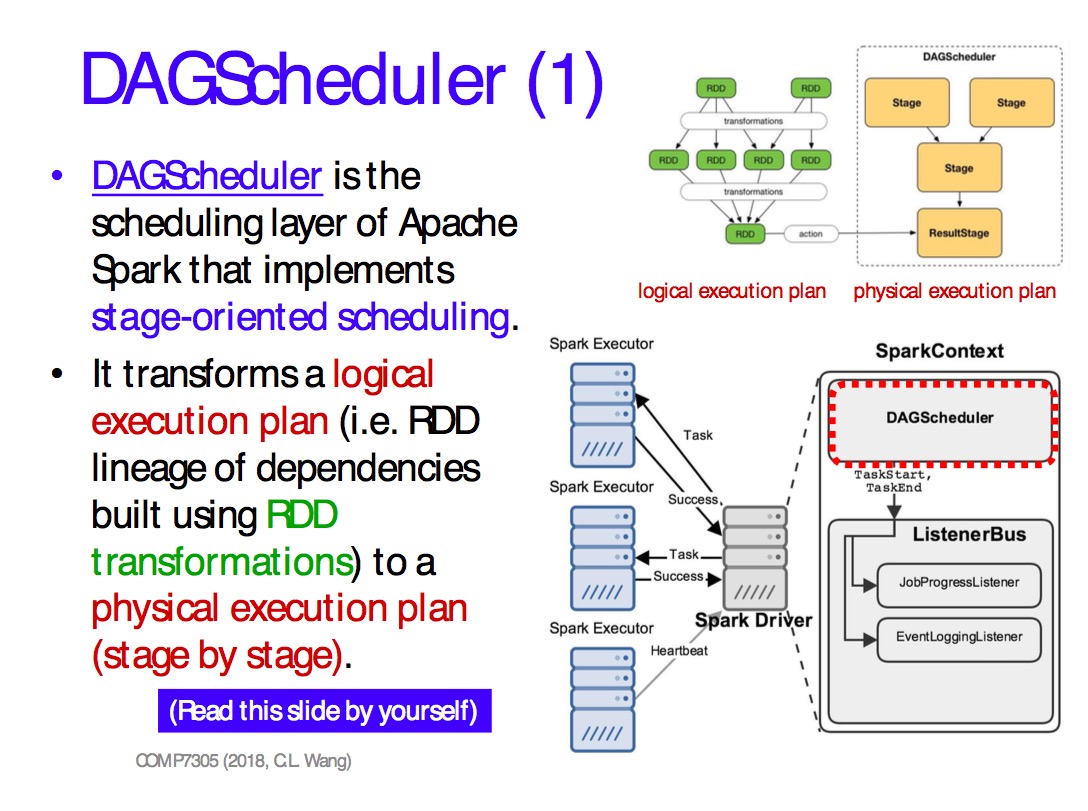 DAGScheduler (1)
• DAGScheduler is the
scheduling layer of Apache
Spark that implements
stage-oriented scheduling.
• It transforms a logical
execution plan (i.e. RDD
lineage of dependencies
built using RDD
transformations) to a
physical execution plan
(stage by stage).
(Read this slide by yourself)
COMP7305 (2018, C.L. Wang)
RDD RDD
transformations
RDD RDD RDD RDD
transformations
RDD
action
logical execution plan
DAGScheduler
Stage Stage
Stage
ResultStage
physical execution plan
Spark Executor
Task
Success
Spark Executor
Task
Success
Spark Executor
Heartbeat
Spark Driver
SparkContext
DAGScheduler
TaskStart,
TaskEnd
ListenerBus
JobProgressListener
EventLoggingListener